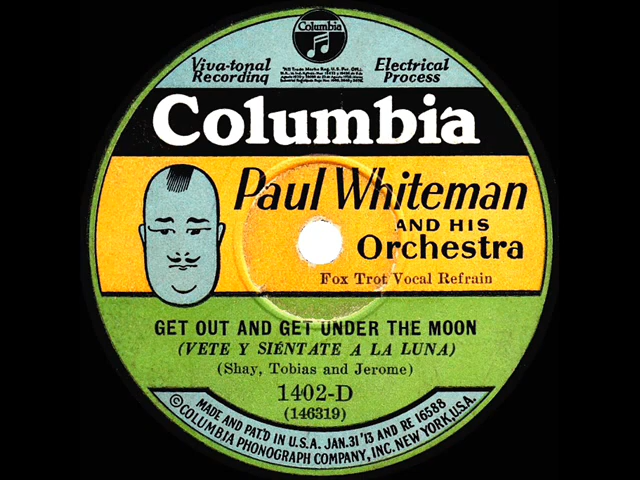 Columbia
Viva-tonal Recording
Electrical Process
Columbia
Paul Whiteman
AND HIS
Orchestra
Fox Trot Vocal Refrain
GET OUT AND GET UNDER THE MOON
(VETE Y SIÉNTATE A LA LUNA)
(Shay, Tobias and Jerome)
1402-D
(146319)
MADE AND PAT'D IN U.S.A. JAN. 31 '13 AND RE 16588
©COLUMBIA PHONOGRAPH COMPANY, INC. NEW YORK, U.S.A.